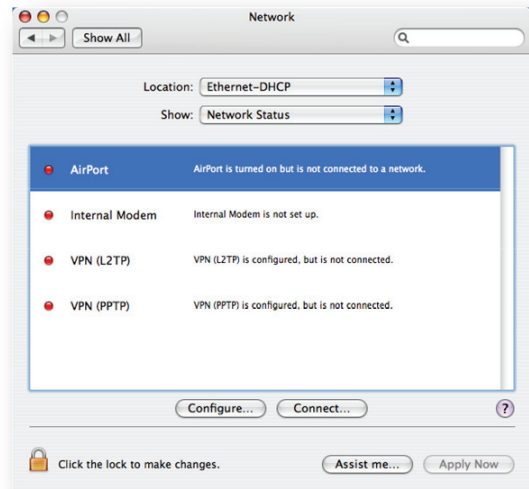 Network
Show All
Location: Ethernet-DHCP
Show: Network Status
AirPort AirPort is turned on but is not connected to a network.
Internal Modem Internal Modem is not set up.
VPN (L2TP) VPN (L2TP) is configured, but is not connected.
VPN (PPTP) VPN (PPTP) is configured, but is not connected.
Configure... Connect... ?
Click the lock to make changes. Assist me... Apply Now